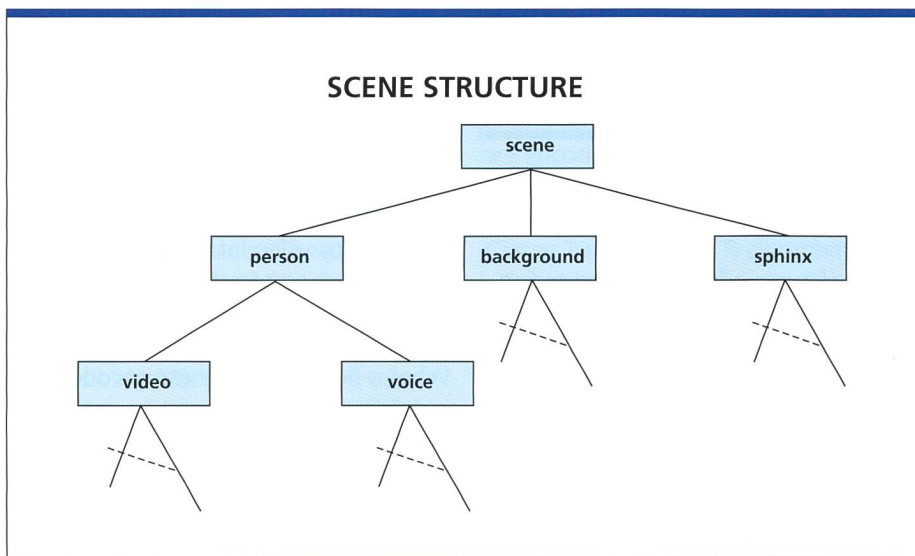 SCENE STRUCTURE
scene
person
background
sphinx
video
voice